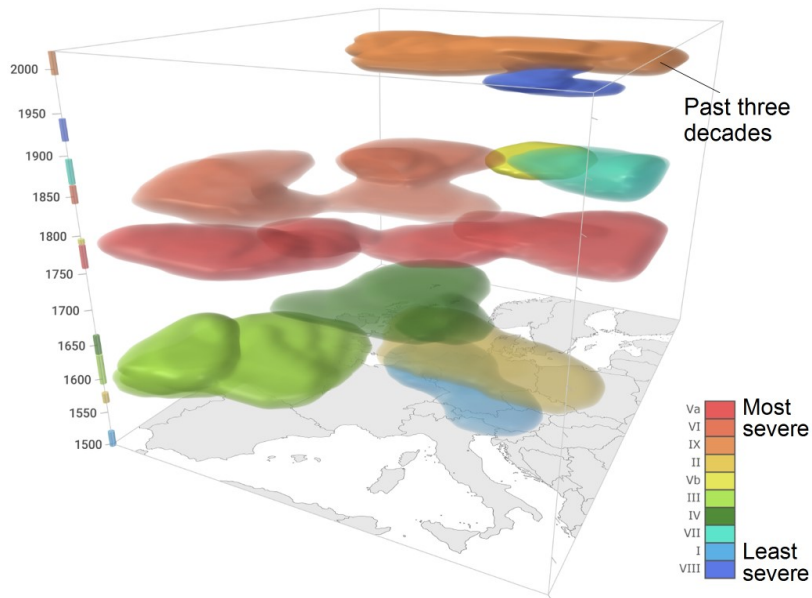 2000
1950
1900
1850
1800
1750
1700
1650
1600
1550
1500
Past three
decades
Va
VI
IX
II
Vb
III
IV
VII
I
VIII
Most
severe
Least
severe